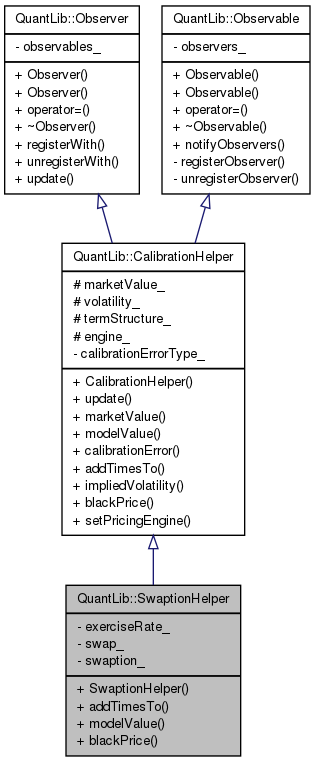 QuantLib::Observer
- observables_
+ Observer()
+ Observer()
+ operator=()
+ ~Observer()
+ registerWith()
+ unregisterWith()
+ update()
QuantLib::Observable
- observers_
+ Observable()
+ Observable()
+ operator=()
+ ~Observable()
+ notifyObservers()
- registerObserver()
- unregisterObserver()
QuantLib::CalibrationHelper
# marketValue_
# volatility_
# termStructure_
# engine_
- calibrationErrorType_
+ CalibrationHelper()
+ update()
+ marketValue()
+ modelValue()
+ calibrationError()
+ addTimesTo()
+ impliedVolatility()
+ blackPrice()
+ setPricingEngine()
QuantLib::SwaptionHelper
- exerciseRate_
- swap_
- swaption_
+ SwaptionHelper()
+ addTimesTo()
+ modelValue()
+ blackPrice()